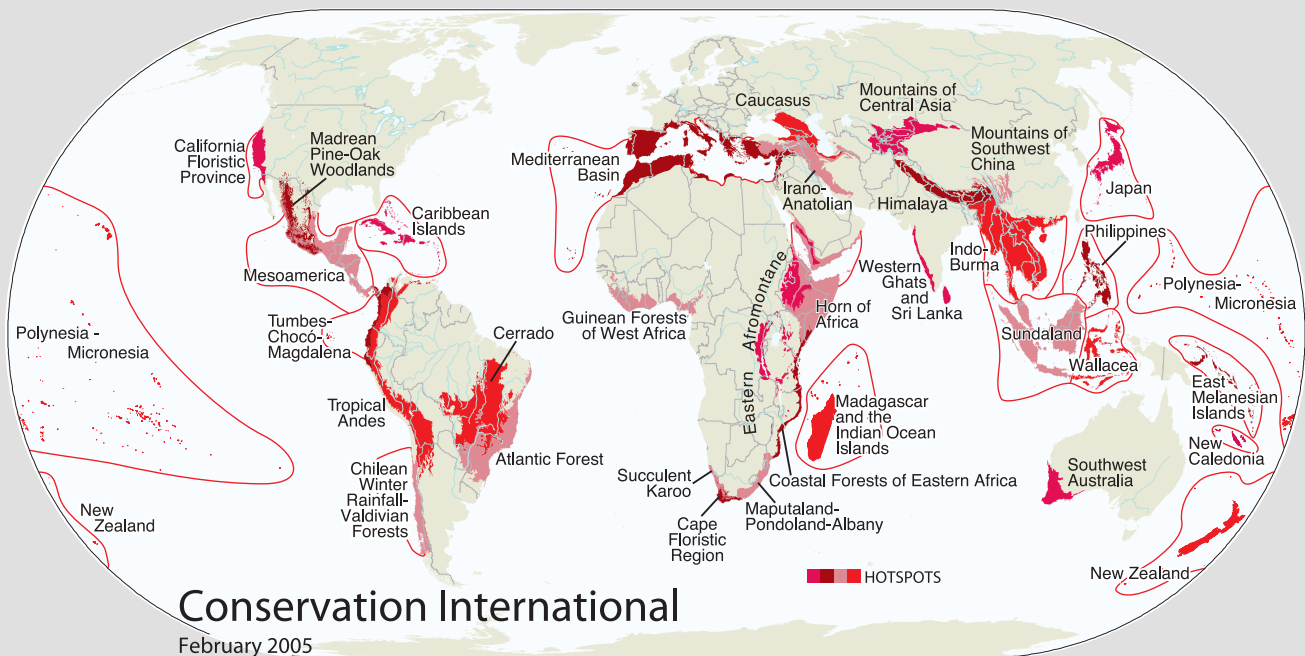 Caucasus
Mountains of
Central Asia
California
Floristic
Province
Madrean
Pine-Oak
Woodlands
Mediterranean
Basin
Mountains of
Southwest
China
Irano-
Anatolian
Himalaya
Japan
Caribbean
Islands
Philippines
Mesoamerica
Indo-
Burma
Western
Ghats
and
Sri Lanka
Polynesia-
Micronesia
Guinean Forests
of West Africa
Eastern Afromontane
Horn of
Africa
Polynesia -
Micronesia
Tumbes-
Chocó-
Magdalena
Cerrado
Sundaland
Wallacea
East
Melanesian
Islands
Tropical
Andes
Madagascar
and the
Indian Ocean
Islands
New
Caledonia
Atlantic Forest
Chilean
Winter
Rainfall-
Valdivian
Forests
Succulent
Karoo
Coastal Forests of Eastern Africa
Southwest
Australia
Maputaland-
Pondoland-Albany
Cape
Floristic
Region
New
Zealand
New Zealand
HOTSPOTS
Conservation International
February 2005